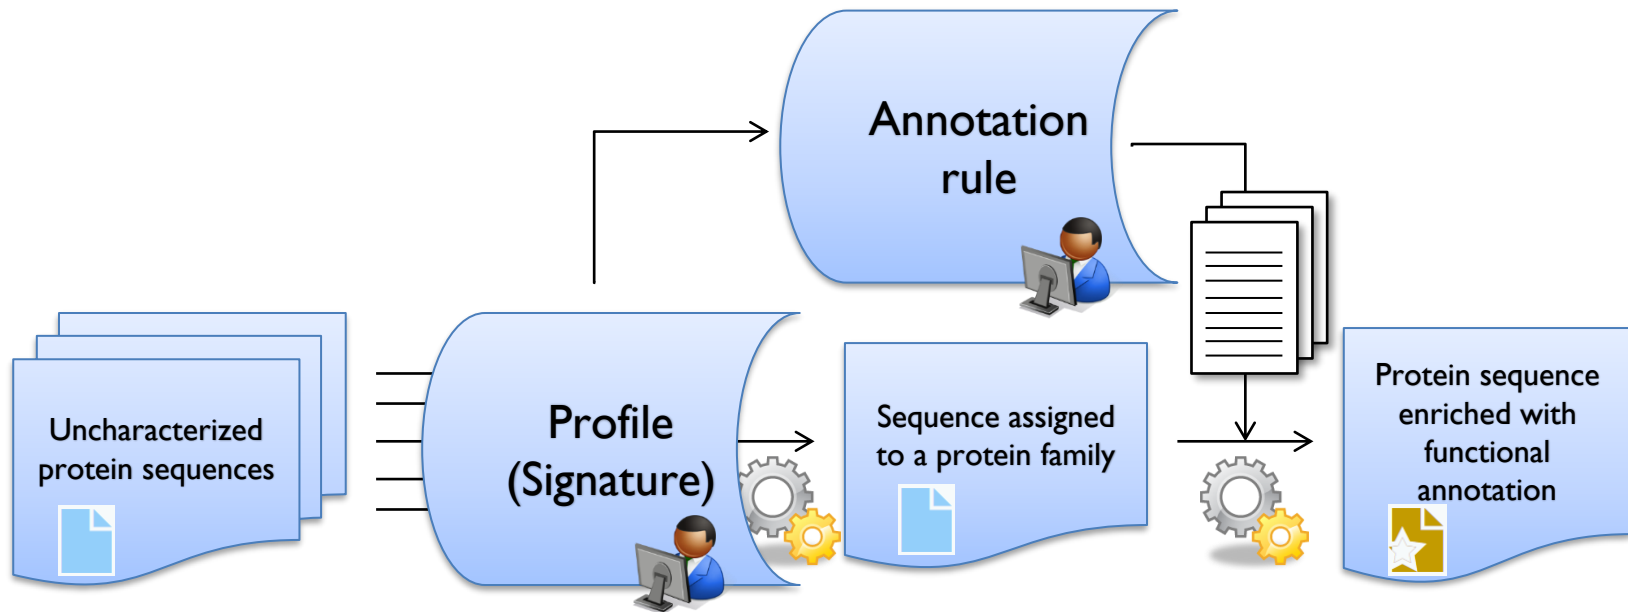 Annotation
rule
Uncharacterized
protein sequences
Profile
(Signature)
Sequence assigned
to a protein family
Protein sequence
enriched with
functional
annotation